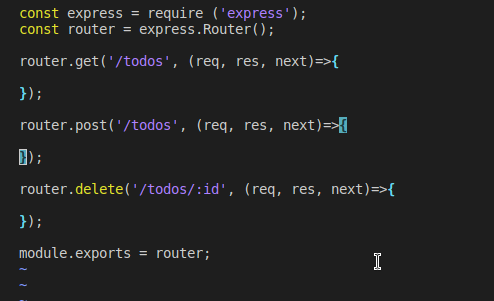 const express = require ('express');
const router = express.Router();
router.get('/todos', (req, res, next)=>{
});
router.post('/todos', (req, res, next)=>{
});
router.delete('/todos/:id', (req, res, next)=>{
});
module.exports = router;
~
~
~